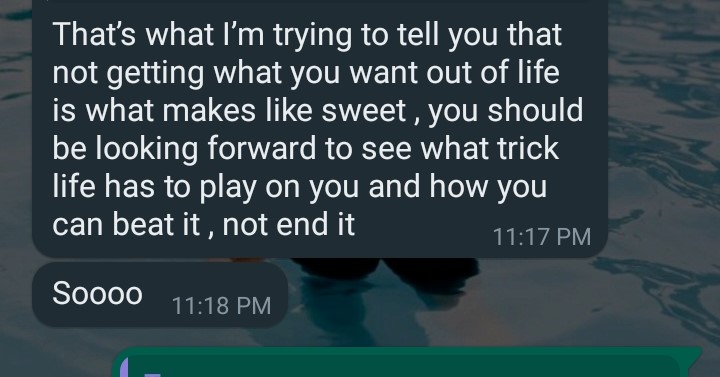 That's what I'm trying to tell you that
not getting what you want out of life
is what makes like sweet , you should
be looking forward to see what trick
life has to play on you and how you
can beat it , not end it
11:17 PM
Soooo 11:18 PM